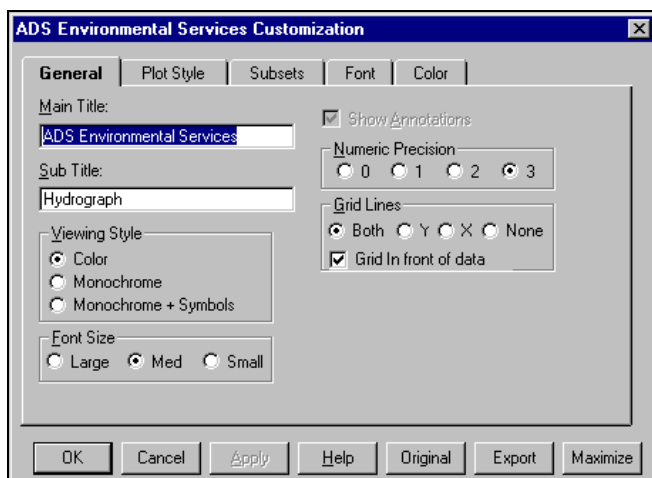 ADS Environmental Services Customization
General Plot Style Subsets Font Color
Main Title:
ADS Environmental Services
Sub Title:
Hydrograph
Viewing Style
Color
Monochrome
Monochrome + Symbols
Font Size
Large Med Small
Show Annotations
Numeric Precision
0 1 2 3
Grid Lines
Both Y X None
Grid In front of data
OK Cancel Apply Help Original Export Maximize